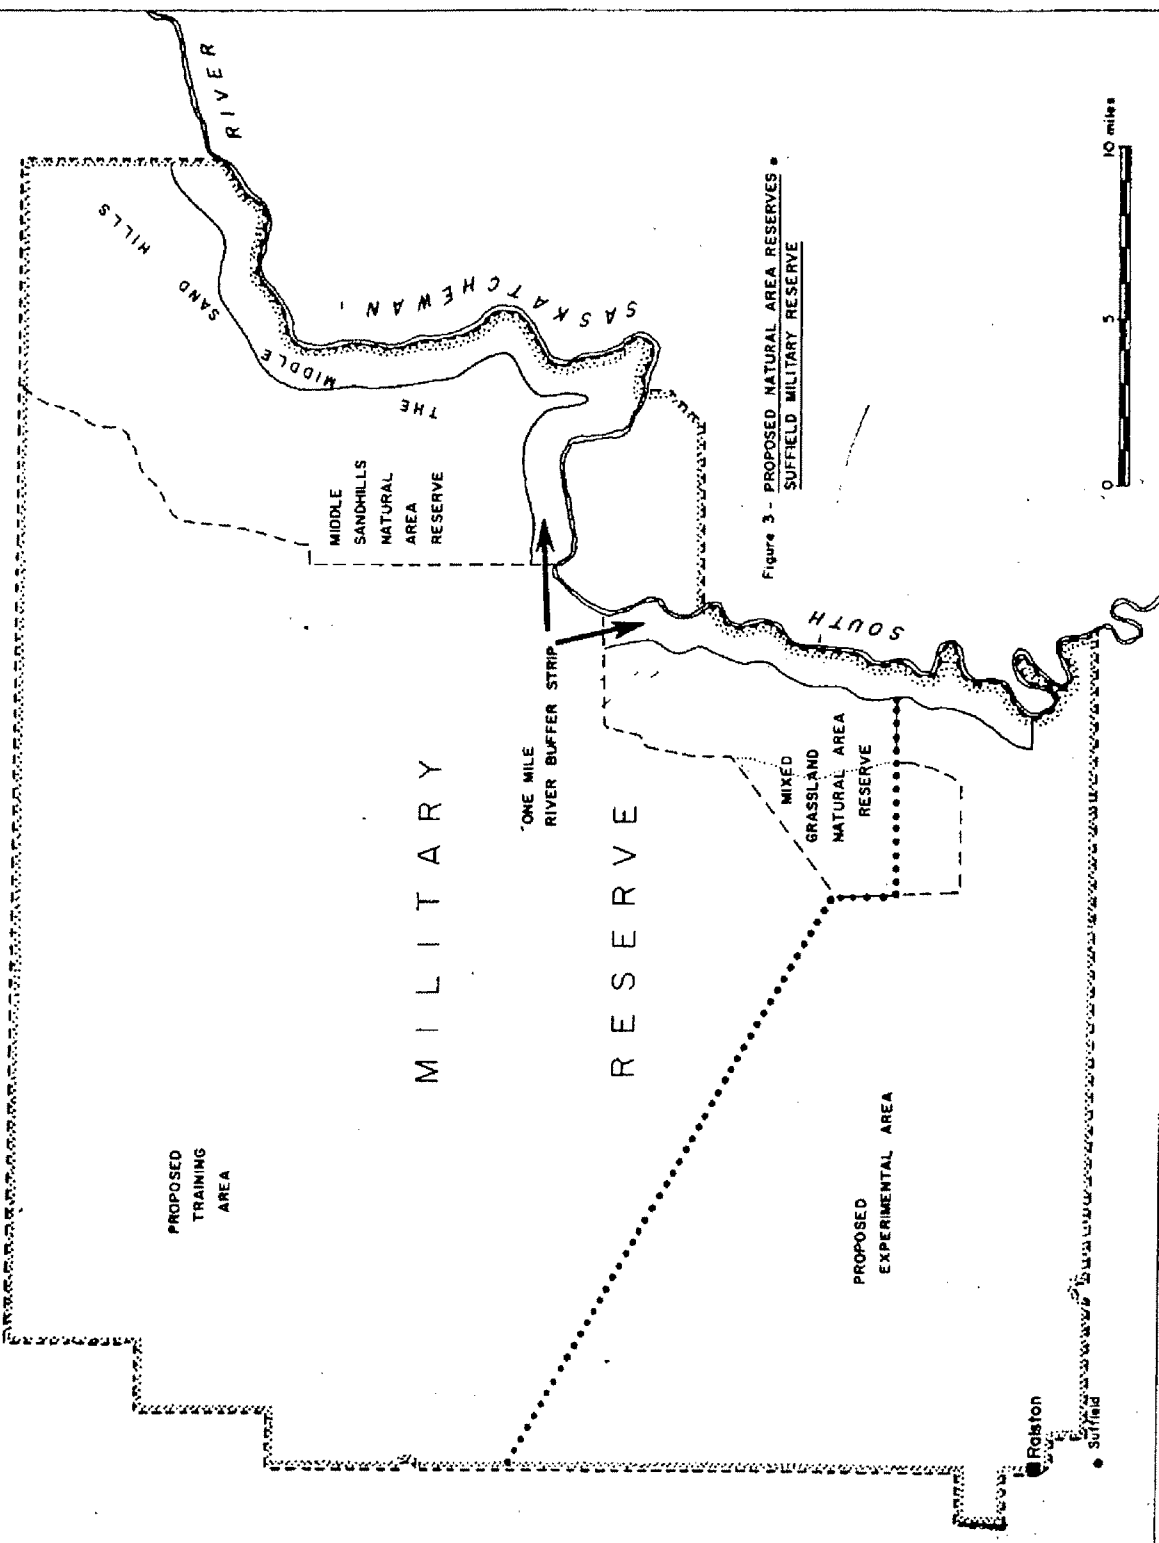 PROPOSED
TRAINING
AREA
MILITARY
RESERVE
PROPOSED
EXPERIMENTAL AREA
Ralston
Suffield
THE MIDDLE SAND HILLS
MIDDLE
SANDHILLS
NATURAL
AREA
RESERVE
ONE MILE
RIVER BUFFER STRIP
MIXED
GRASSLAND
NATURAL AREA
RESERVE
SOUTH SASKATCHEWAN RIVER
Figure 3 - PROPOSED NATURAL AREA RESERVES
SUFFIELD MILITARY RESERVE
0 5 10 miles